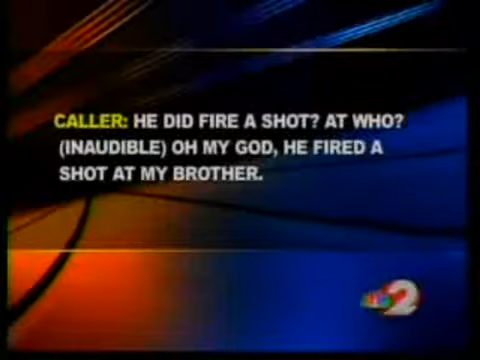 CALLER: HE DID FIRE A SHOT? AT WHO?
(INAUDIBLE) OH MY GOD, HE FIRED A
SHOT AT MY BROTHER.
2